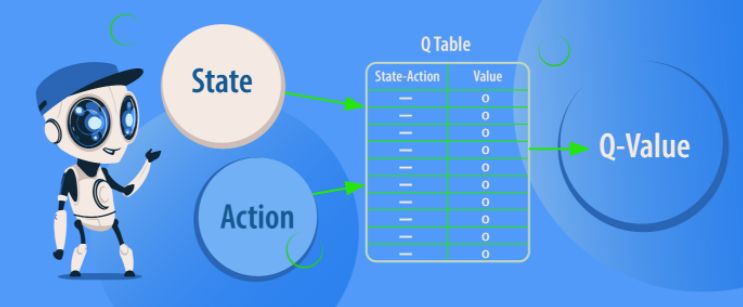 Q Table
State
State-Action Value
— 0
— 0
— 0
— 0
— 0
— 0
— 0
— 0
— 0
— 0
Action
Q-Value